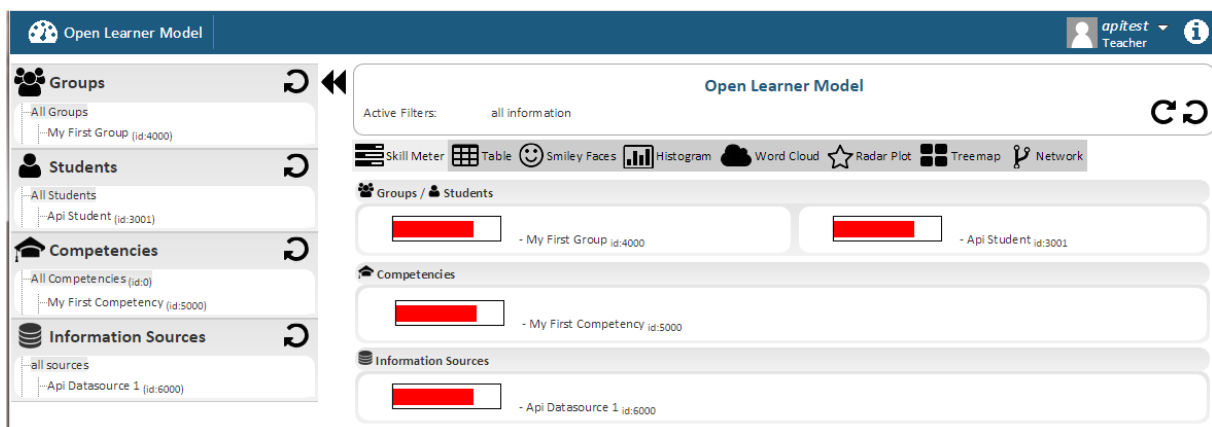 Open Learner Model
apitest
Teacher
Groups
All Groups
My First Group (id:4000)
Students
All Students
Api Student (id:3001)
Competencies
All Competencies (id:0)
My First Competency (id:5000)
Information Sources
all sources
Api Datasource 1 (id:6000)
Open Learner Model
Active Filters: all information
Skill Meter Table Smiley Faces Histogram Word Cloud Radar Plot Treemap Network
Groups / Students
- My First Group id:4000 - Api Student id:3001
Competencies
- My First Competency id:5000
Information Sources
- Api Datasource 1 id:6000